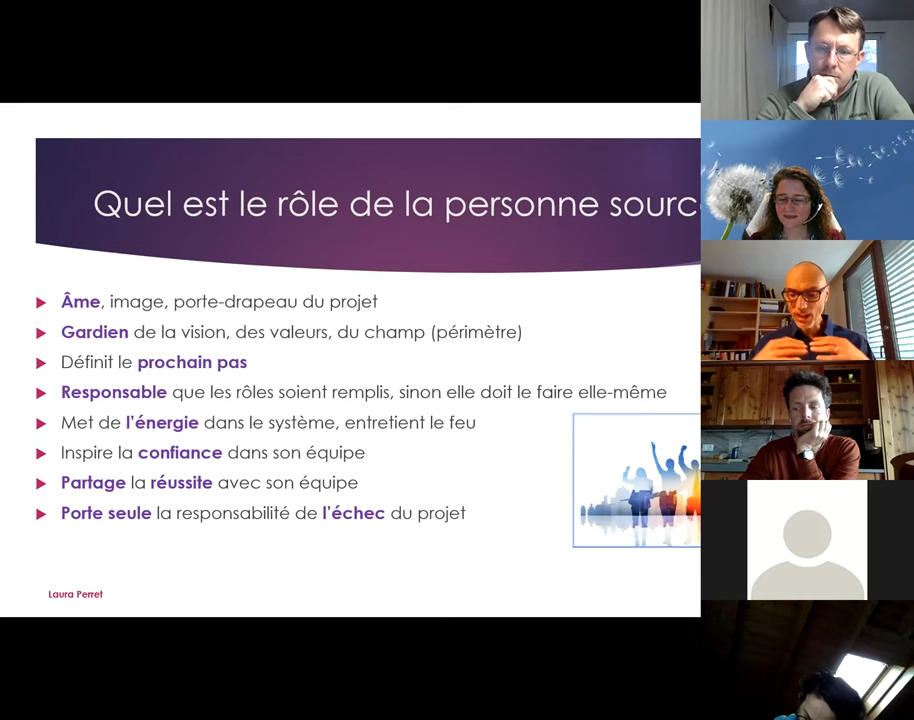 Quel est le rôle de la personne sourc
Âme, image, porte-drapeau du projet
Gardien de la vision, des valeurs, du champ (périmètre)
Définit le prochain pas
Responsable que les rôles soient remplis, sinon elle doit le faire elle-même
Met de l'énergie dans le système, entretient le feu
Inspire la confiance dans son équipe
Partage la réussite avec son équipe
Porte seule la responsabilité de l'échec du projet
Laura Perret